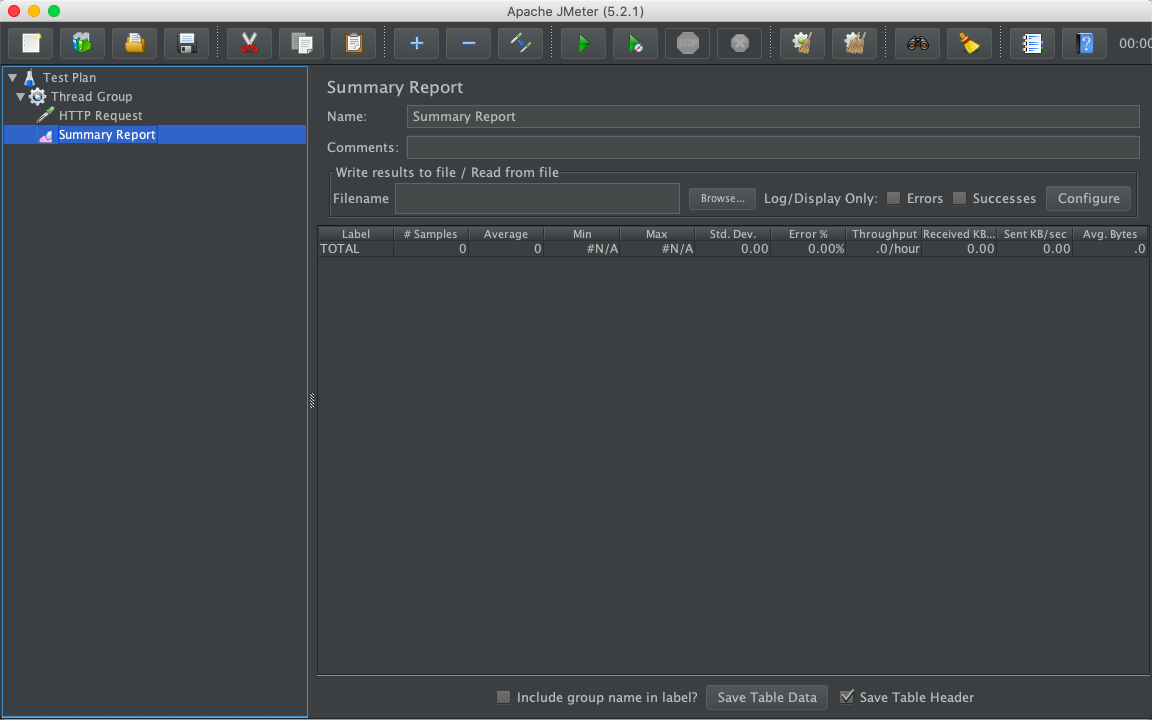 Apache JMeter (5.2.1)
STOP
00:00
Test Plan
Thread Group
HTTP Request
Summary Report
Summary Report
Name: Summary Report
Comments:
Write results to file / Read from file
Filename Browse... Log/Display Only: Errors Successes Configure
Label # Samples Average Min Max Std. Dev. Error % Throughput Received KB... Sent KB/sec Avg. Bytes
TOTAL 0 0 #N/A #N/A 0.00 0.00% .0/hour 0.00 0.00 .0
Include group name in label? Save Table Data Save Table Header